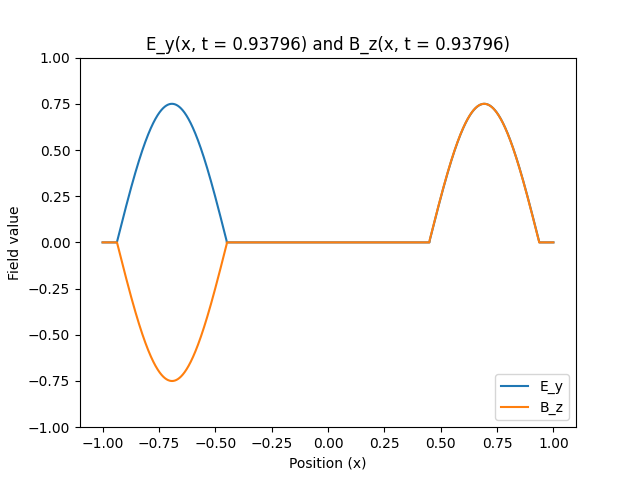 E_y(x, t = 0.93796) and B_z(x, t = 0.93796)
1.00
0.75
0.50
0.25
0.00
−0.25
−0.50
−0.75
−1.00
Field value
E_y
B_z
−1.00 −0.75 −0.50 −0.25 0.00 0.25 0.50 0.75 1.00
Position (x)